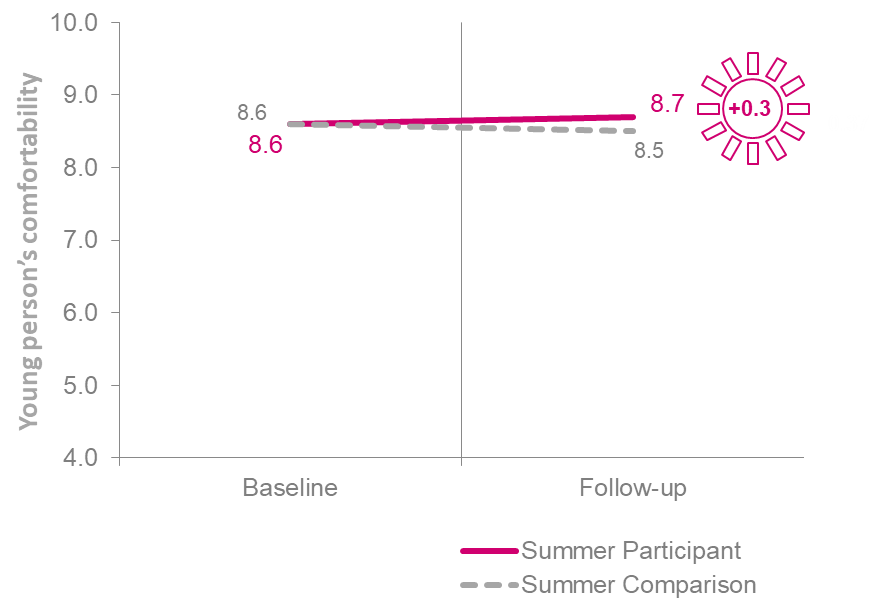 10.0
9.0
8.0
7.0
6.0
5.0
4.0
Young person's comfortability
8.6
8.6
8.7
8.5
+0.3
Baseline
Follow-up
Summer Participant
Summer Comparison